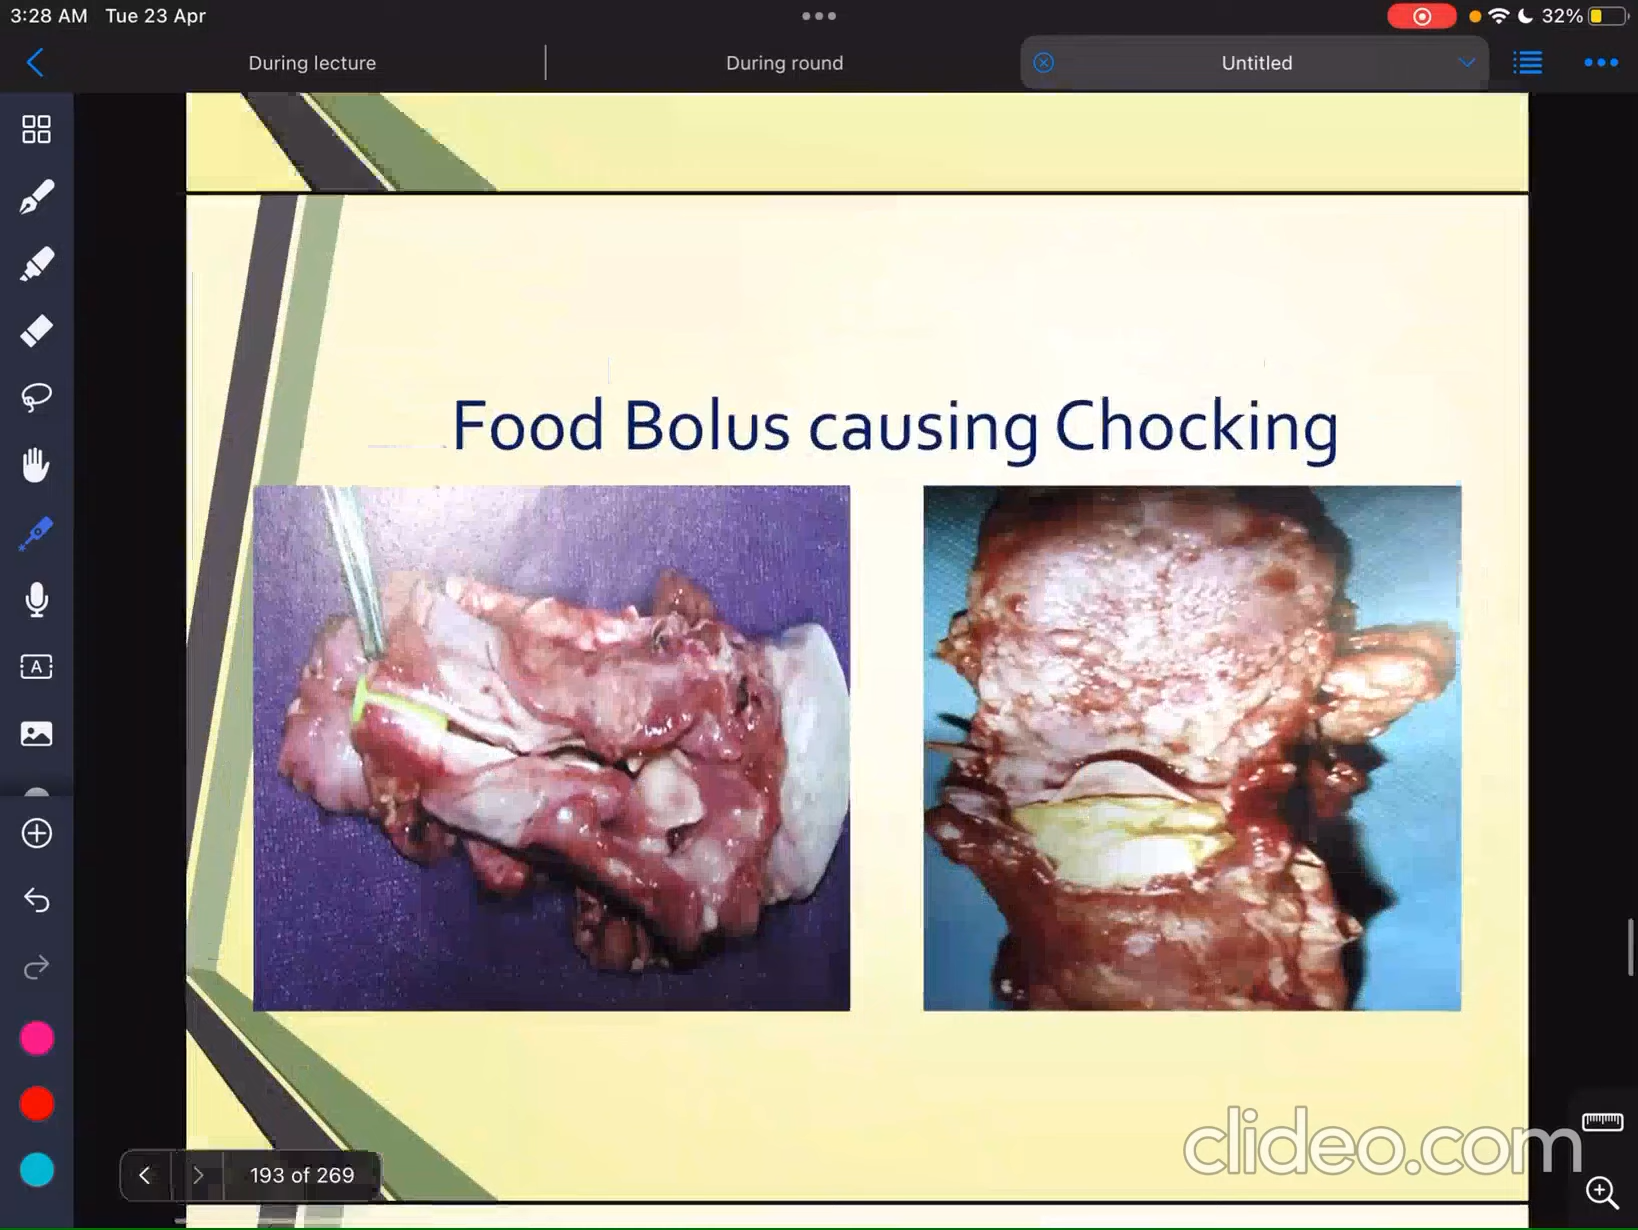 3:28 AM Tue 23 Apr
32%
During lecture
During round
Untitled
A
Food Bolus causing Chocking
193 of 269
clideo.com